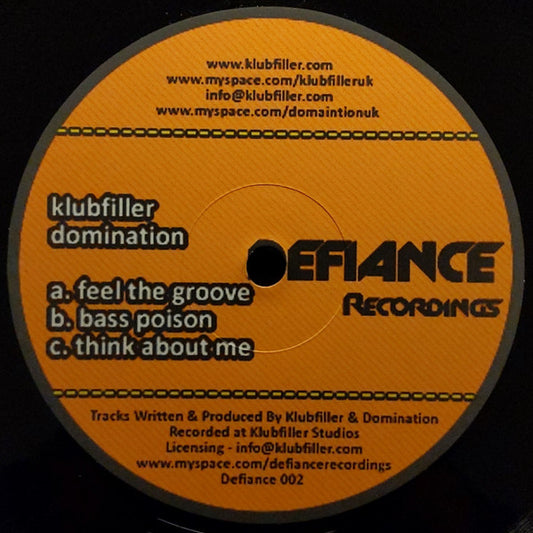 www.klubfiller.com
www.myspace.com/klubfilleruk
info@klubfiller.com
www.myspace.com/domaintionuk
klubfiller
domination
DEFIANCE
RECORDINGS
a. feel the groove
b. bass poison
c. think about me
Tracks Written & Produced By Klubfiller & Domination
Recorded at Klubfiller Studios
Licensing - info@klubfiller.com
www.myspace.com/defiancerecordings
Defiance 002